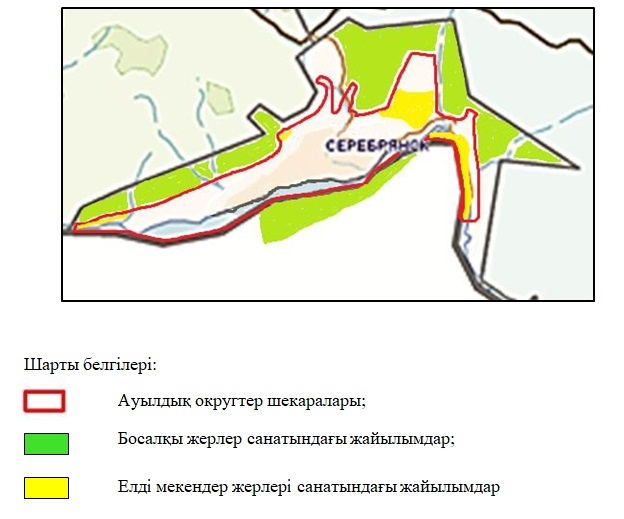 СЕРЕБРЯНСК
Шарты белгілері:
Ауылдық округтер шекаралары;
Босалқы жерлер санатындағы жайылымдар;
Елді мекендер жерлері санатындағы жайылымдар